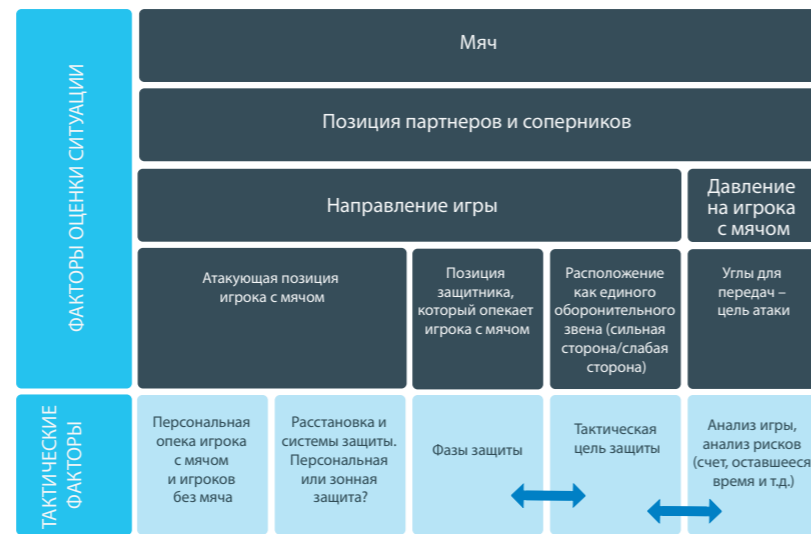 ФАКТОРЫ ОЦЕНКИ СИТУАЦИИ
Мяч
Позиция партнеров и соперников
Направление игры
Давление
на игрока
с мячом
Атакующая позиция
игрока с мячом
Позиция
защитника,
который опекает
игрока с мячом
Расположение
как единого
оборонительного
звена (сильная
сторона/слабая
сторона)
Углы для
передач –
цель атаки
ТАКТИЧЕСКИЕ
ФАКТОРЫ
Персональная
опека игрока
с мячом
и игроков
без мяча
Расстановка и
системы защиты.
Персональная
или зонная
защита?
Фазы защиты
Тактическая
цель защиты
Анализ игры,
анализ рисков
(счет, оставшееся
время и т.д.)